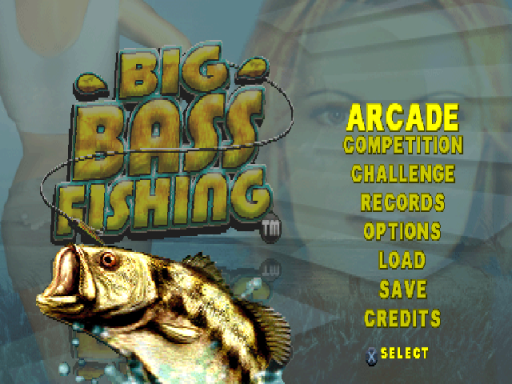 BIG
BASS
FISHING
TM
ARCADE
COMPETITION
CHALLENGE
RECORDS
OPTIONS
LOAD
SAVE
CREDITS
X SELECT